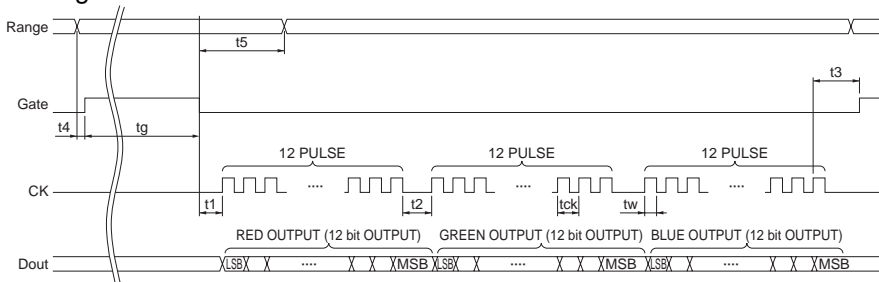 Range
t5
t3
Gate
t4
tg
12 PULSE
12 PULSE
12 PULSE
CK
t1
t2
tck
tw
RED OUTPUT (12 bit OUTPUT)
GREEN OUTPUT (12 bit OUTPUT)
BLUE OUTPUT (12 bit OUTPUT)
Dout
LSB
MSB
LSB
MSB
LSB
MSB